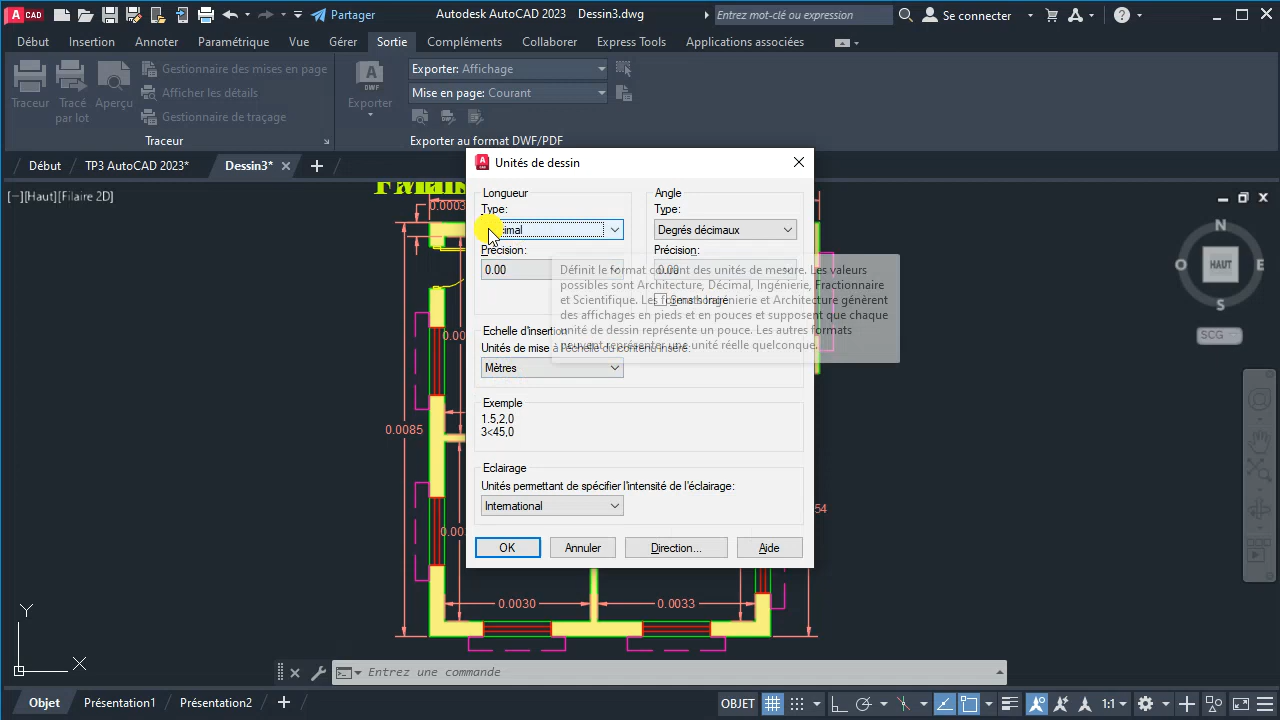 CAD
Partager
Autodesk AutoCAD 2023 Dessin3.dwg
Entrez mot-clé ou expression
Se connecter
Début Insertion Annoter Paramétrique Vue Gérer Sortie Compléments Collaborer Express Tools Applications associées
Traceur
Tracé par lot
Aperçu
Gestionnaire des mises en page
Afficher les détails
Gestionnaire de traçage
Traceur
DWF
Exporter
Exporter: Affichage
Mise en page: Courant
Exporter au format DWF/PDF
Début TP3 AutoCAD 2023* Dessin3*
[−][Haut][Filaire 2D]
Unités de dessin
Longueur
Type:
Précision:
0.00
Angle
Type:
Degrés décimaux
Précision:
0.00
Définit le format courant des unités de mesure. Les valeurs
possibles sont Architecture, Décimal, Ingénierie, Fractionnaire
et Scientifique. Les formats Ingénierie et Architecture génèrent
des affichages en pieds et en pouces et supposent que chaque
unité de dessin représente un pouce. Les autres formats
peuvent représenter une unité réelle quelconque.
Echelle d'insertion
Unités de mise à l'échelle du contenu inséré:
Mètres
Exemple
1.5,2,0
3<45,0
Eclairage
Unités permettant de spécifier l'intensité de l'éclairage:
International
OK Annuler Direction... Aide
0.0085
0.0030
0.0033
54
N
O HAUT E
S
SCG
Y
X
Entrez une commande
Objet Présentation1 Présentation2
OBJET
1:1